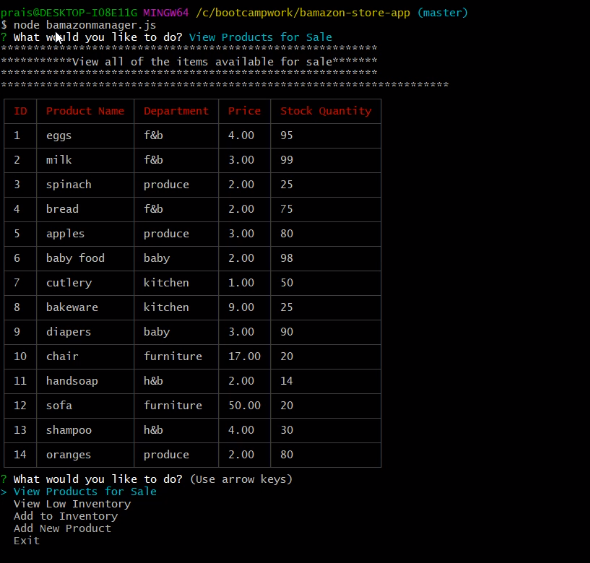 prais@DESKTOP-IO8E11G MINGW64 /c/bootcampwork/bamazon-store-app (master)
$ node bamazonmanager.js
? What would you like to do? View Products for Sale
**********************************************************
***********View all of the items available for sale*******
**********************************************************
*********************************************************************
ID Product Name Department Price Stock Quantity
1 eggs f&b 4.00 95
2 milk f&b 3.00 99
3 spinach produce 2.00 25
4 bread f&b 2.00 75
5 apples produce 3.00 80
6 baby food baby 2.00 98
7 cutlery kitchen 1.00 50
8 bakeware kitchen 9.00 25
9 diapers baby 3.00 90
10 chair furniture 17.00 20
11 handsoap h&b 2.00 14
12 sofa furniture 50.00 20
13 shampoo h&b 4.00 30
14 oranges produce 2.00 80
? What would you like to do? (Use arrow keys)
> View Products for Sale
View Low Inventory
Add to Inventory
Add New Product
Exit